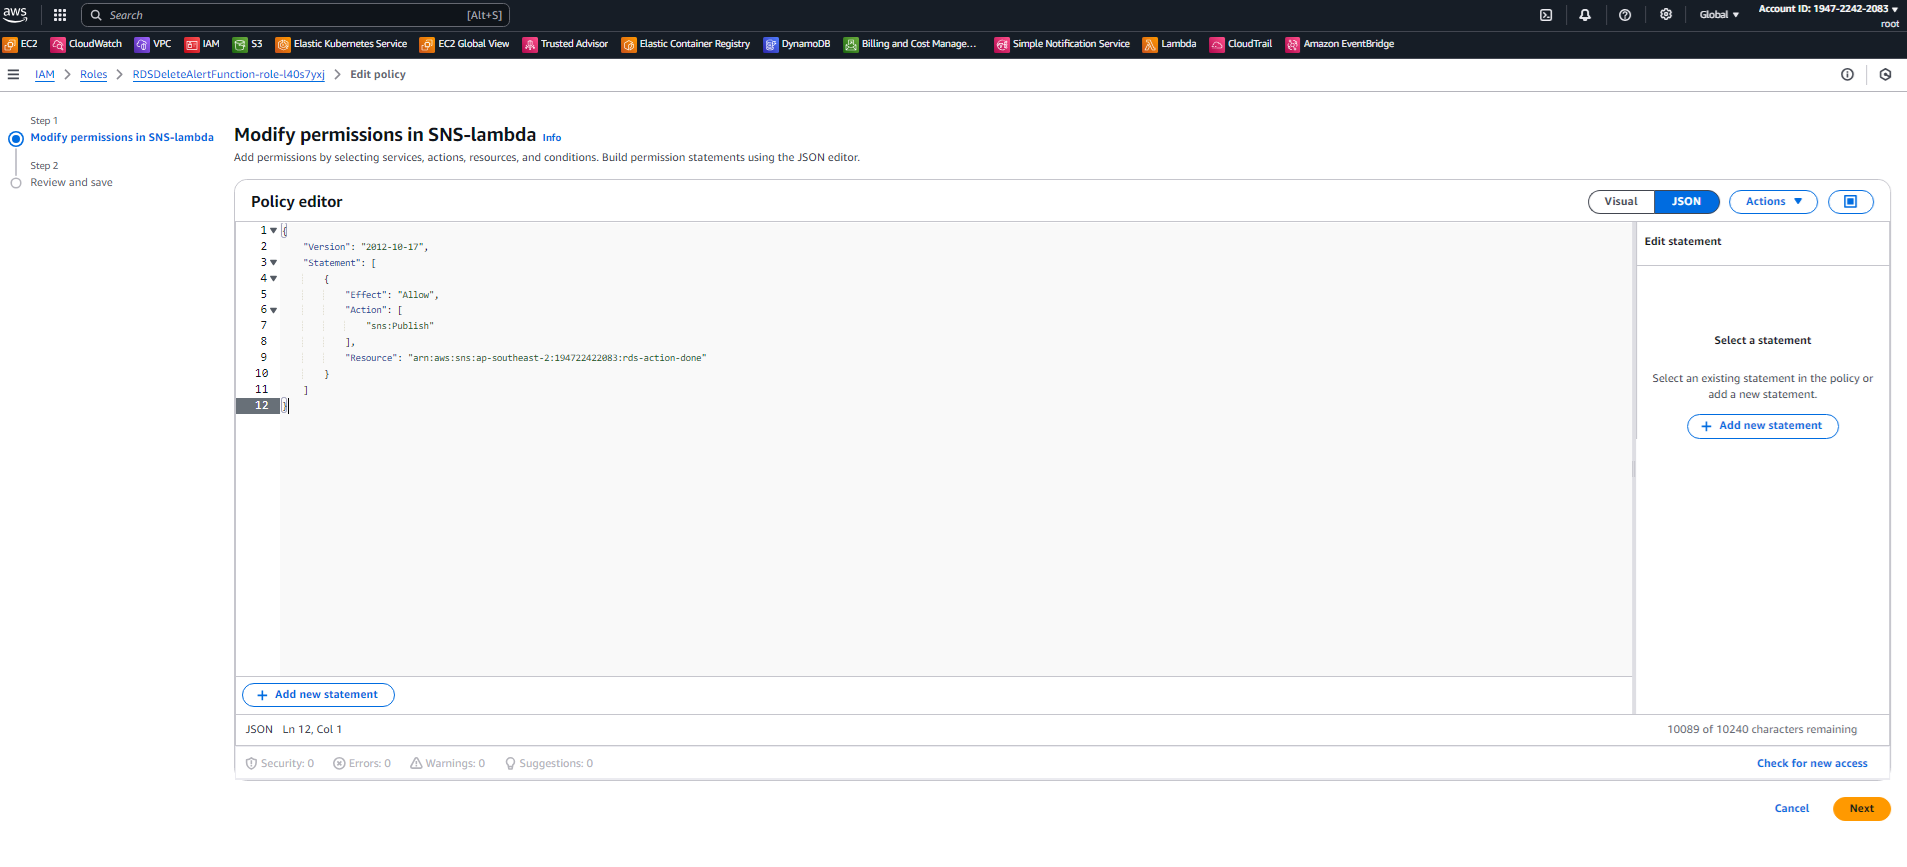 aws
Search
[Alt+S]
Global
Account ID: 1947-2242-2083
root
EC2
CloudWatch
VPC
IAM
S3
Elastic Kubernetes Service
EC2 Global View
Trusted Advisor
Elastic Container Registry
DynamoDB
Billing and Cost Manage...
Simple Notification Service
Lambda
CloudTrail
Amazon EventBridge
IAM
Roles
RDSDeleteAlertFunction-role-l40s7yxj
Edit policy
Step 1
Modify permissions in SNS-lambda
Step 2
Review and save
Modify permissions in SNS-lambda Info
Add permissions by selecting services, actions, resources, and conditions. Build permission statements using the JSON editor.
Policy editor
Visual
JSON
Actions
1 {
2 "Version": "2012-10-17",
3 "Statement": [
4 {
5 "Effect": "Allow",
6 "Action": [
7 "sns:Publish"
8 ],
9 "Resource": "arn:aws:sns:ap-southeast-2:194722422083:rds-action-done"
10 }
11 ]
12 }
Edit statement
Select a statement
Select an existing statement in the policy or
add a new statement.
+ Add new statement
+ Add new statement
JSON Ln 12, Col 1
10089 of 10240 characters remaining
Security: 0
Errors: 0
Warnings: 0
Suggestions: 0
Check for new access
Cancel
Next